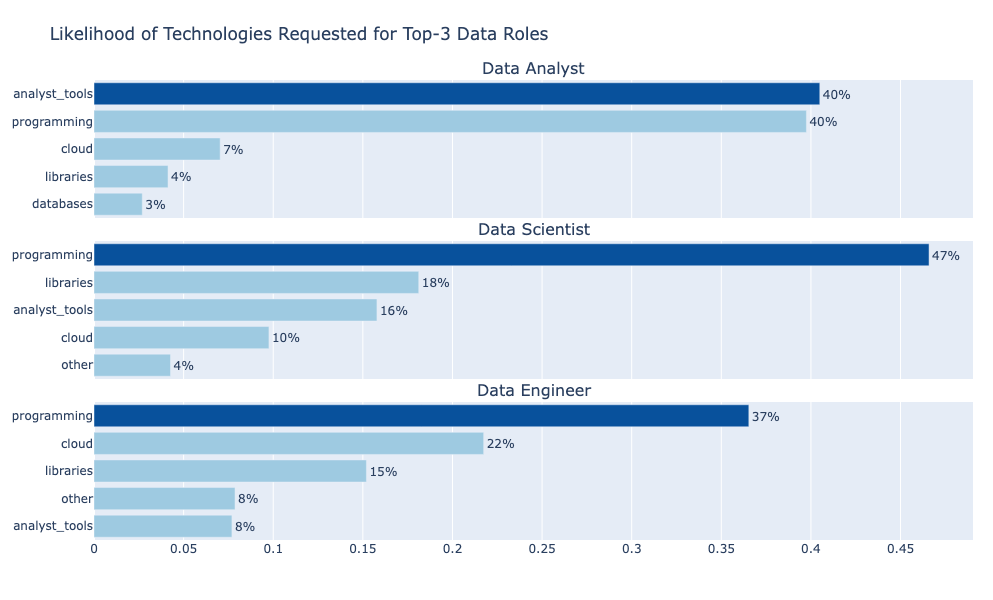 Likelihood of Technologies Requested for Top-3 Data Roles
Data Analyst
analyst_tools 40%
programming 40%
cloud 7%
libraries 4%
databases 3%
Data Scientist
programming 47%
libraries 18%
analyst_tools 16%
cloud 10%
other 4%
Data Engineer
programming 37%
cloud 22%
libraries 15%
other 8%
analyst_tools 8%
0 0.05 0.1 0.15 0.2 0.25 0.3 0.35 0.4 0.45